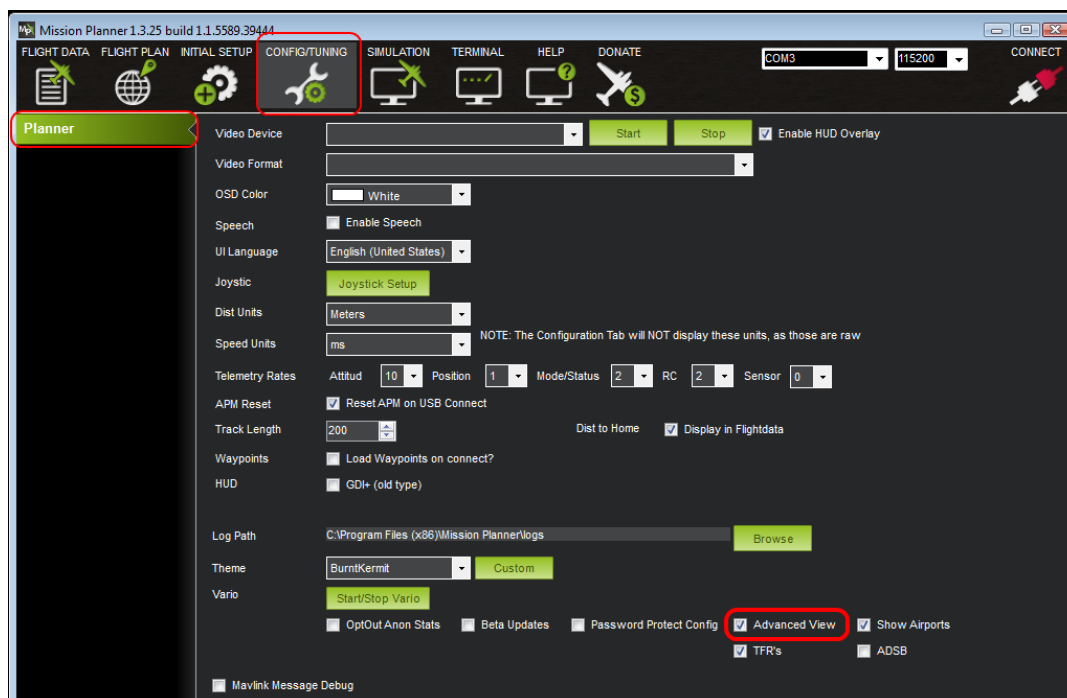 Mission Planner 1.3.25 build 1.1.5589.39444
FLIGHT DATA FLIGHT PLAN INITIAL SETUP CONFIG/TUNING SIMULATION TERMINAL HELP DONATE COM3 115200 CONNECT
Planner
Video Device Start Stop Enable HUD Overlay
Video Format
OSD Color White
Speech Enable Speech
UI Language English (United States)
Joystic Joystick Setup
Dist Units Meters
NOTE: The Configuration Tab will NOT display these units, as those are raw
Speed Units ms
Telemetry Rates Attitud 10 Position 1 Mode/Status 2 RC 2 Sensor 0
APM Reset Reset APM on USB Connect
Track Length 200 Dist to Home Display in Flightdata
Waypoints Load Waypoints on connect?
HUD GDI+ (old type)
Log Path C:\Program Files (x86)\Mission Planner\logs Browse
Theme BurntKermit Custom
Vario Start/Stop Vario
OptOut Anon Stats Beta Updates Password Protect Config Advanced View Show Airports
TFR's ADSB
Mavlink Message Debug